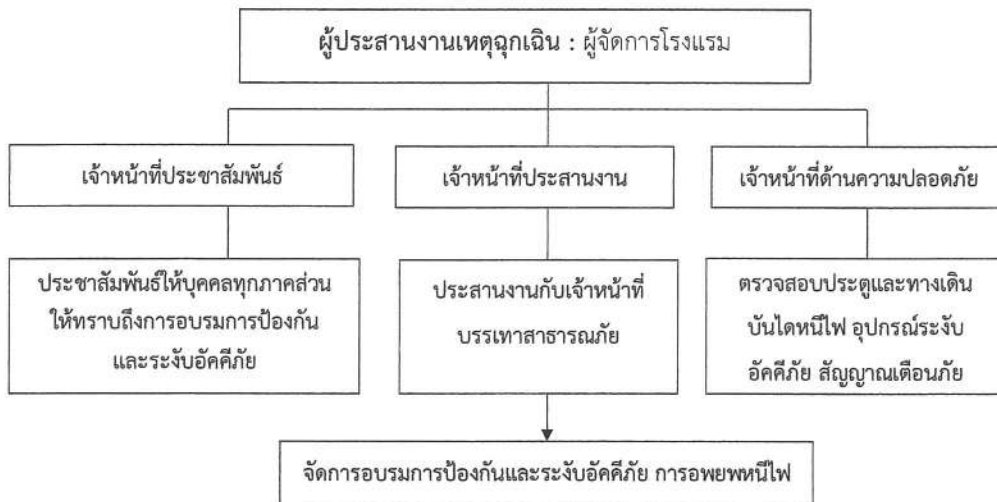 ผู้ประสานงานเหตุฉุกเฉิน : ผู้จัดการโรงแรม
เจ้าหน้าที่ประชาสัมพันธ์
เจ้าหน้าที่ประสานงาน
เจ้าหน้าที่ด้านความปลอดภัย
ประชาสัมพันธ์ให้บุคคลทุกภาคส่วน
ให้ทราบถึงการอบรมการป้องกัน
และระงับอัคคีภัย
ประสานงานกับเจ้าหน้าที่
บรรเทาสาธารณภัย
ตรวจสอบประตูและทางเดิน
บันไดหนีไฟ อุปกรณ์ระงับ
อัคคีภัย สัญญาณเตือนภัย
จัดการอบรมการป้องกันและระงับอัคคีภัย การอพยพหนีไฟ